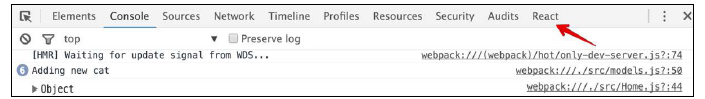 Elements Console Sources Network Timeline Profiles Resources Security Audits React
top Preserve log
[HMR] Waiting for update signal from WDS... webpack:///(webpack)/hot/only-dev-server.js?:74
6 Adding new cat webpack:///./src/models.js?:50
Object webpack:///./src/Home.js?:44